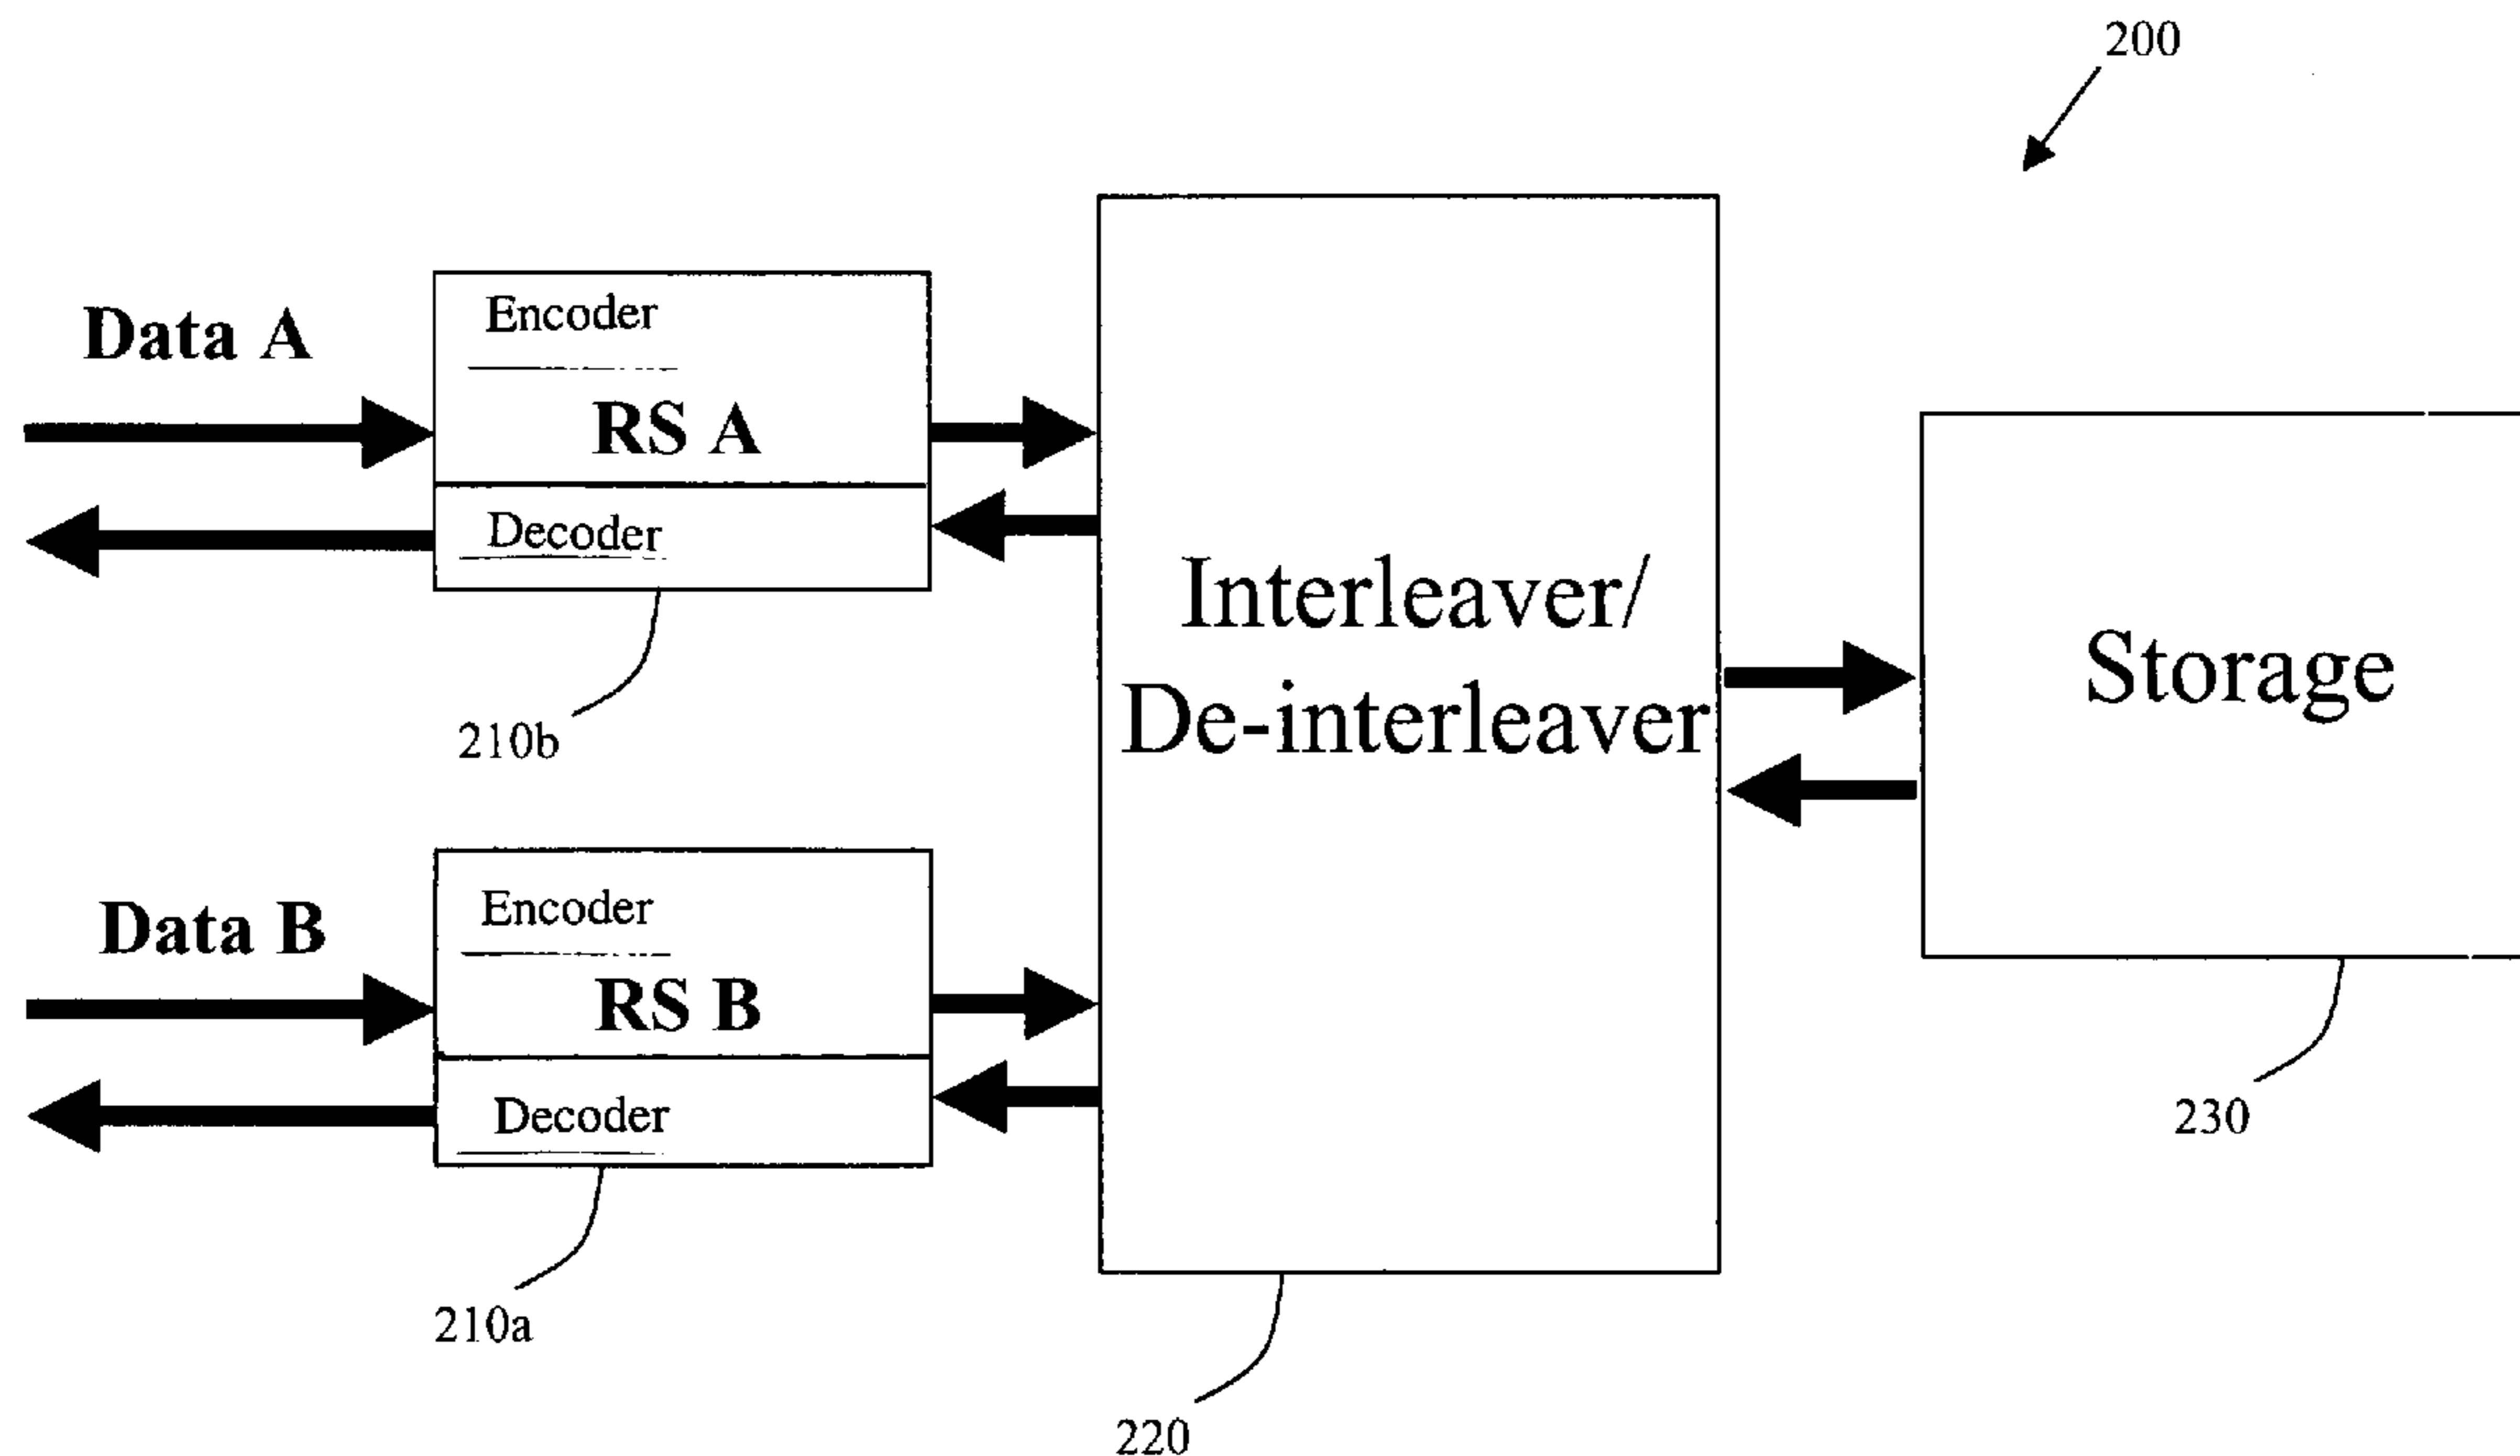 200
Data A
Encoder
RS A
Decoder
210b
Interleaver/
De-interleaver
Storage
Data B
Encoder
RS B
Decoder
210a
230
220